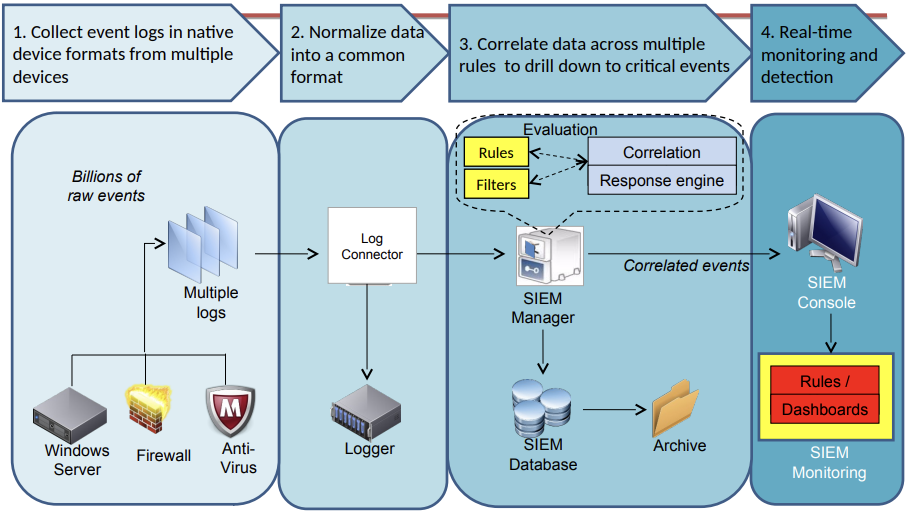 1. Collect event logs in native
device formats from multiple
devices
2. Normalize data
into a common
format
3. Correlate data across multiple
rules to drill down to critical events
4. Real-time
monitoring and
detection
Billions of
raw events
Multiple
logs
Windows
Server
Firewall
Anti-
Virus
Log
Connector
Logger
Evaluation
Rules
Filters
Correlation
Response engine
SIEM
Manager
Correlated events
SIEM
Database
Archive
SIEM
Console
Rules /
Dashboards
SIEM
Monitoring